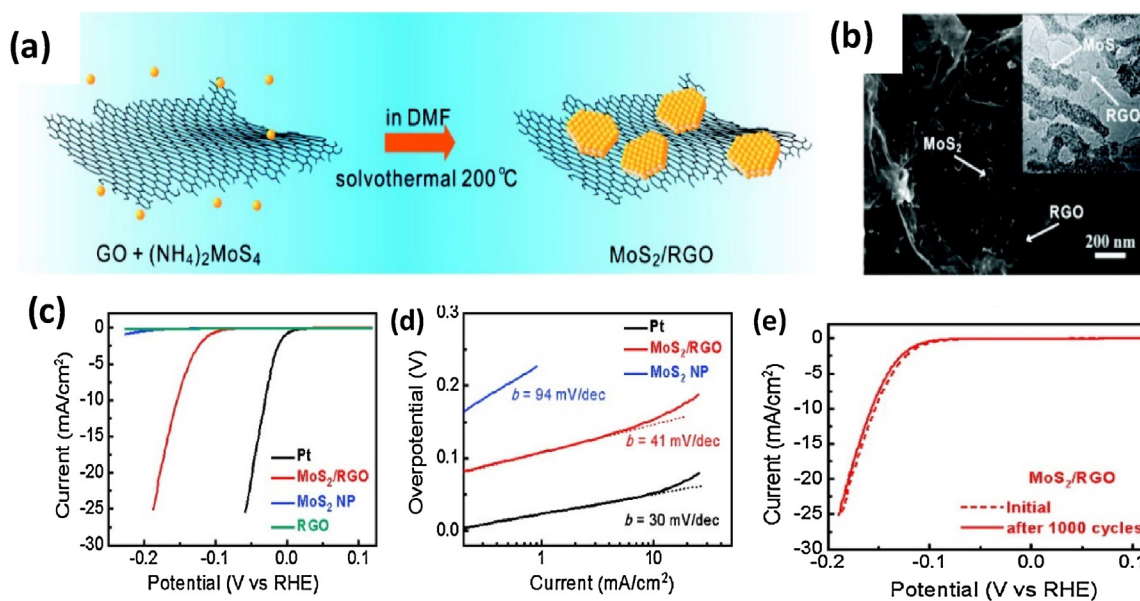 (a)
in DMF
solvothermal 200 °C
GO + (NH₄)₂MoS₄
MoS₂/RGO
(b)
MoS₂
RGO
MoS₂
RGO
200 nm
(c)
Current (mA/cm²)
0
-5
-10
-15
-20
-25
-30
Pt
MoS₂/RGO
MoS₂ NP
RGO
-0.2
-0.1
0.0
0.1
Potential (V vs RHE)
(d)
Overpotential (V)
0.3
0.2
0.1
0.0
Pt
MoS₂/RGO
MoS₂ NP
b = 94 mV/dec
b = 41 mV/dec
b = 30 mV/dec
1
10
Current (mA/cm²)
(e)
Current (mA/cm²)
0
-5
-10
-15
-20
-25
-30
MoS₂/RGO
Initial
after 1000 cycles
-0.2
-0.1
0.0
0.1
Potential (V vs RHE)